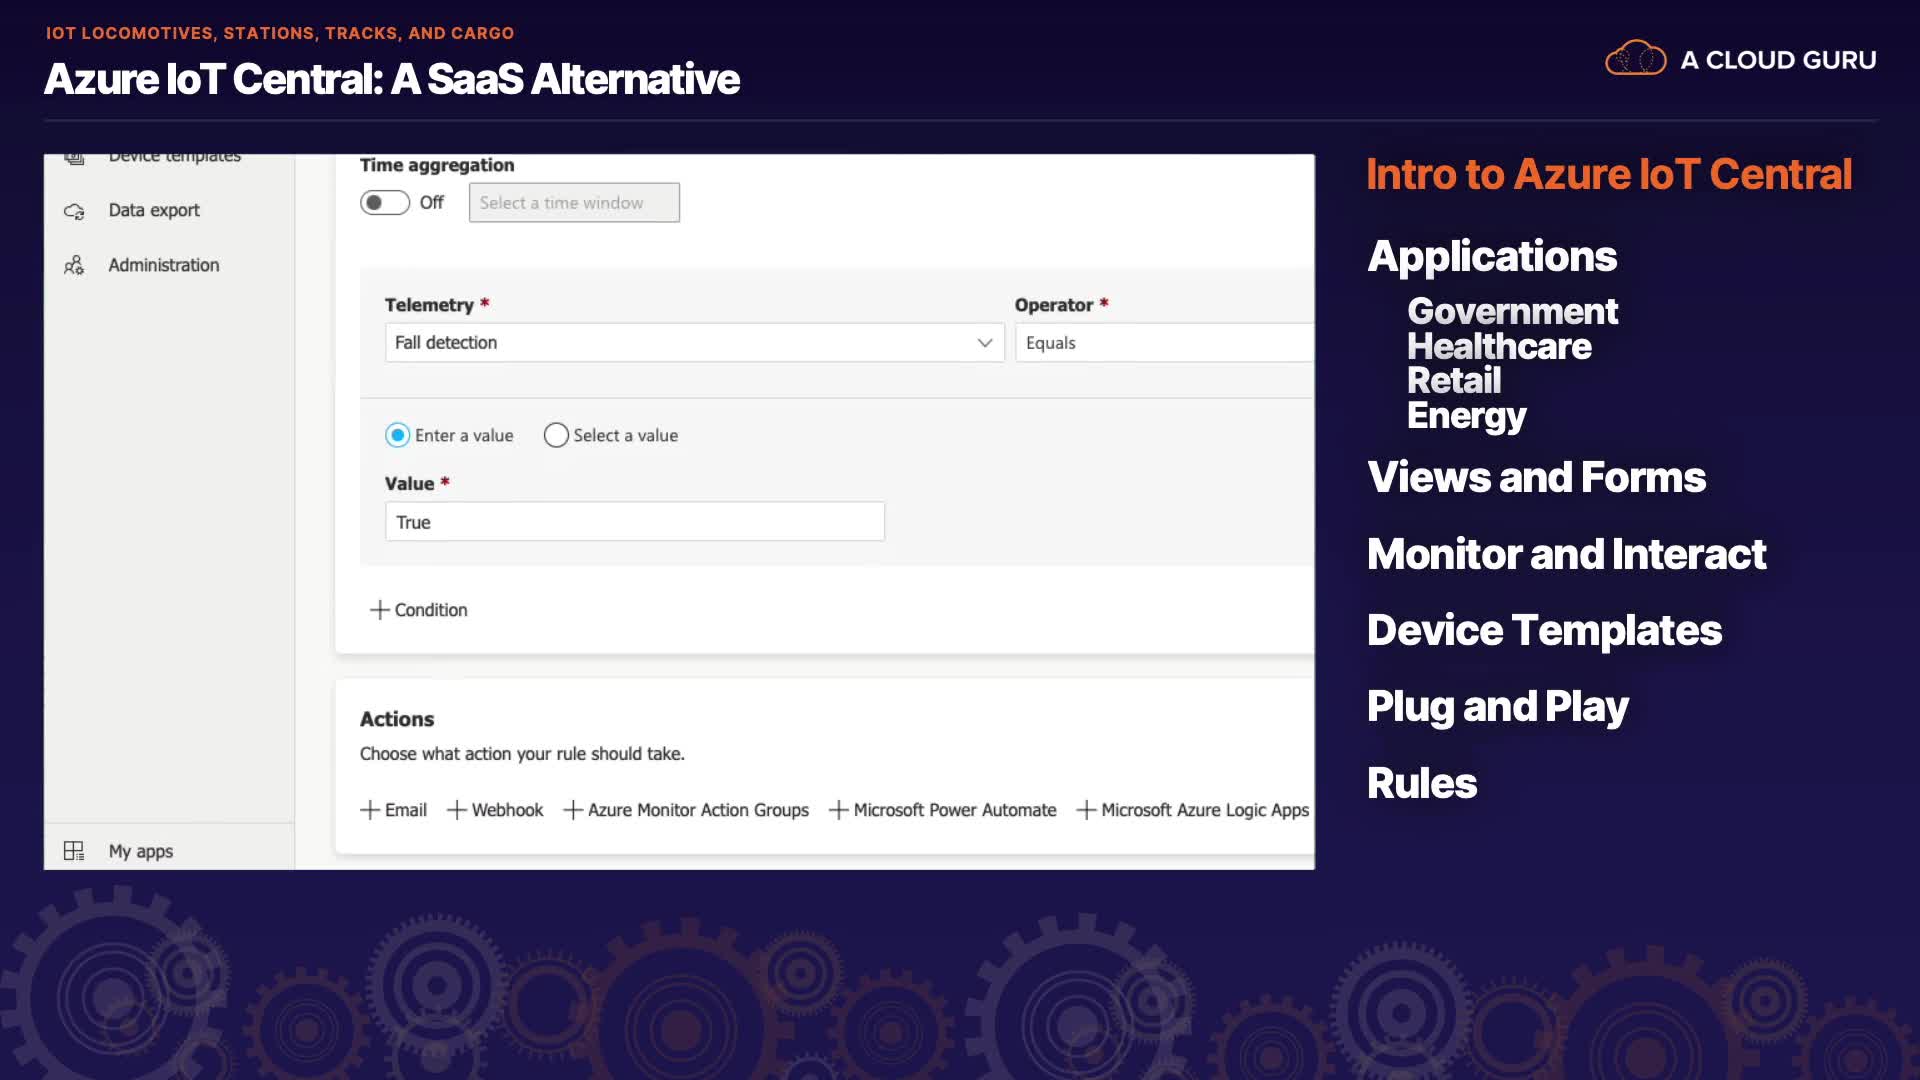 IOT LOCOMOTIVES, STATIONS, TRACKS, AND CARGO
Azure IoT Central: A SaaS Alternative
A CLOUD GURU
Device templates
Data export
Administration
My apps
Time aggregation
Off
Select a time window
Telemetry *
Operator *
Fall detection
Equals
Enter a value
Select a value
Value *
True
+ Condition
Actions
Choose what action your rule should take.
+ Email + Webhook + Azure Monitor Action Groups + Microsoft Power Automate + Microsoft Azure Logic Apps
Intro to Azure IoT Central
Applications
Government
Healthcare
Retail
Energy
Views and Forms
Monitor and Interact
Device Templates
Plug and Play
Rules